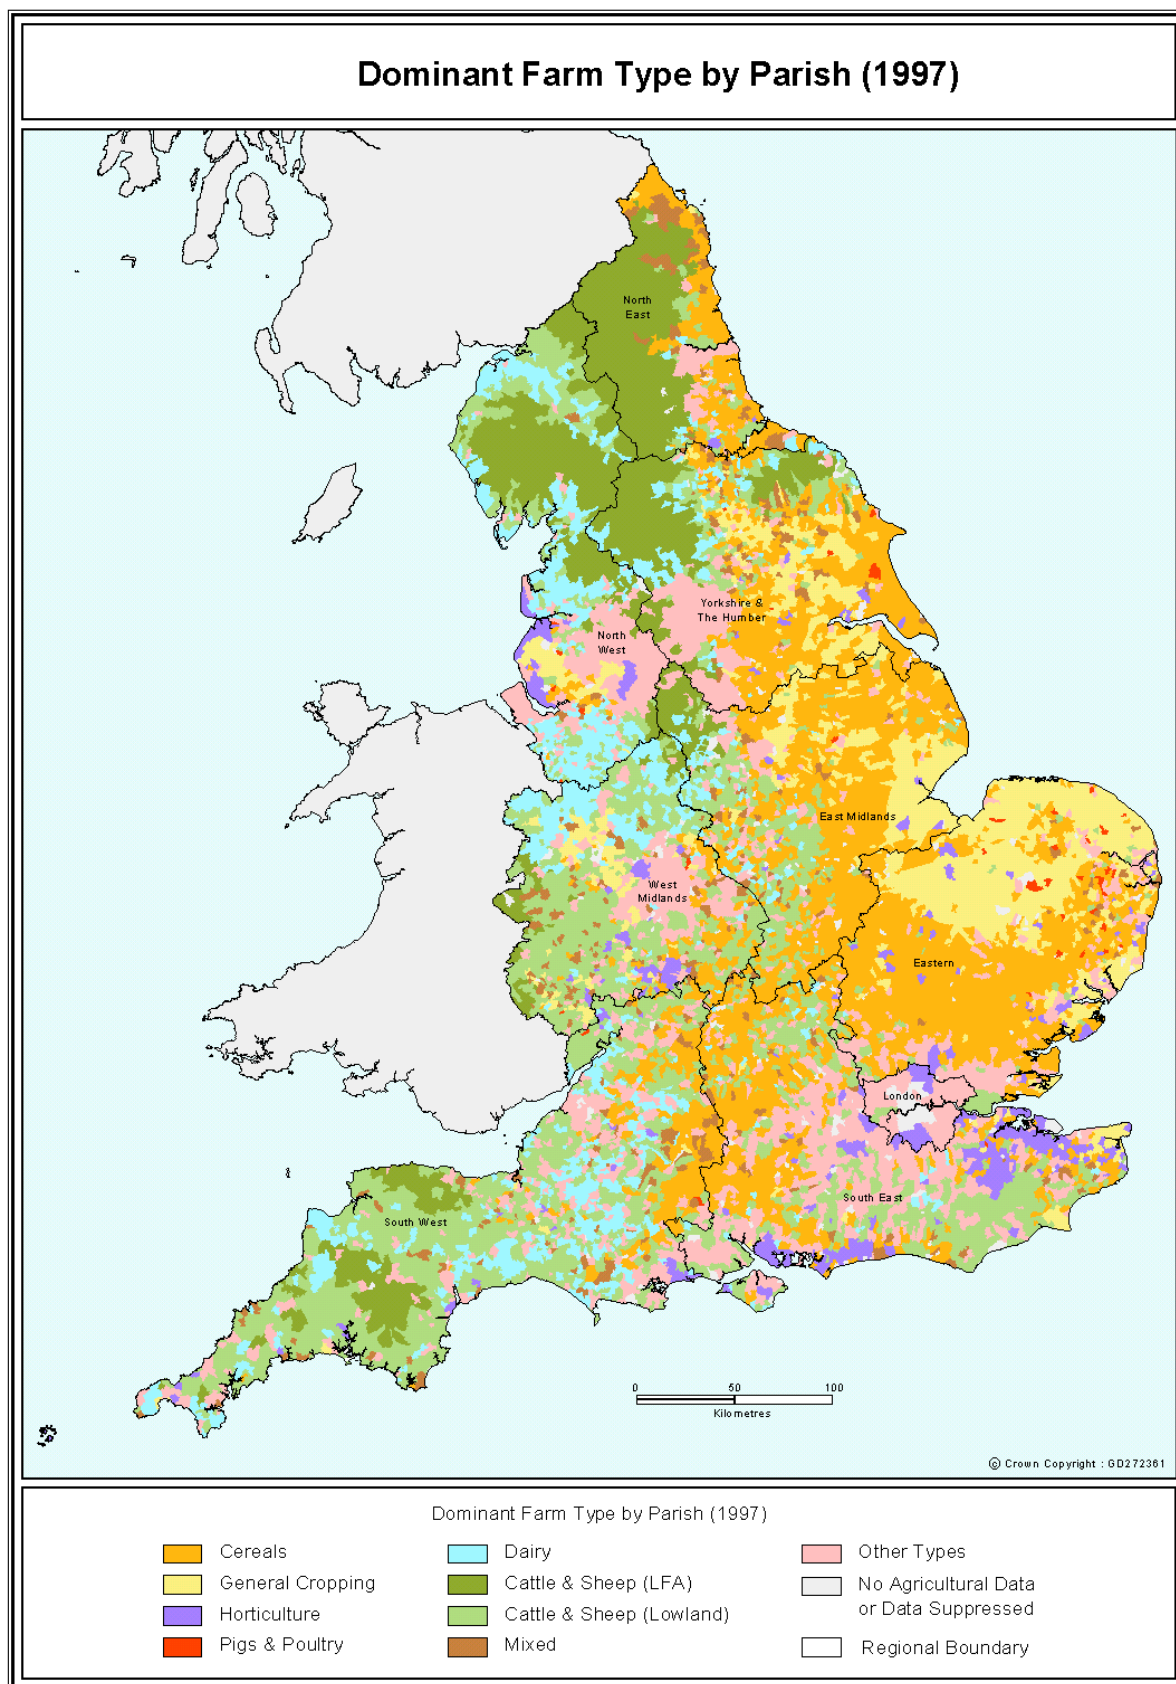 Dominant Farm Type by Parish (1997)
North
East
Yorkshire &
The Humber
North
West
East Midlands
West
Midlands
Eastern
London
South East
South West
0 50 100
Kilometres
© Crown Copyright : GD272361
Dominant Farm Type by Parish (1997)
Cereals
Dairy
Other Types
General Cropping
Cattle & Sheep (LFA)
No Agricultural Data
or Data Suppressed
Horticulture
Cattle & Sheep (Lowland)
Pigs & Poultry
Mixed
Regional Boundary